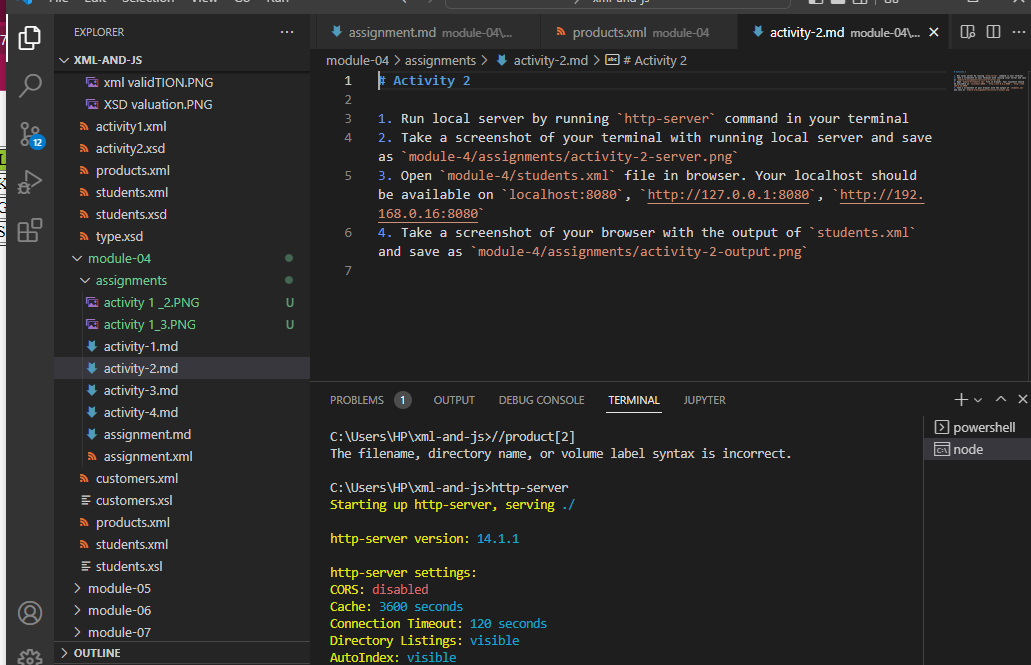 File Edit Selection View Go Run
xml-and-js
EXPLORER
XML-AND-JS
xml validTION.PNG
XSD valuation.PNG
activity1.xml
activity2.xsd
products.xml
students.xml
students.xsd
type.xsd
module-04
assignments
activity 1 _2.PNG U
activity 1_3.PNG U
activity-1.md
activity-2.md
activity-3.md
activity-4.md
assignment.md
assignment.xml
customers.xml
customers.xsl
products.xml
students.xml
students.xsl
module-05
module-06
module-07
OUTLINE
12
assignment.md module-04\...
products.xml module-04
activity-2.md module-04\...
module-04 > assignments > activity-2.md > # Activity 2
1 # Activity 2
2
3 1. Run local server by running `http-server` command in your terminal
4 2. Take a screenshot of your terminal with running local server and save
as `module-4/assignments/activity-2-server.png`
5 3. Open `module-4/students.xml` file in browser. Your localhost should
be available on `localhost:8080`, `http://127.0.0.1:8080`, `http://192.
168.0.16:8080`
6 4. Take a screenshot of your browser with the output of `students.xml`
and save as `module-4/assignments/activity-2-output.png`
7
PROBLEMS 1 OUTPUT DEBUG CONSOLE TERMINAL JUPYTER
powershell
node
C:\Users\HP\xml-and-js>//product[2]
The filename, directory name, or volume label syntax is incorrect.
C:\Users\HP\xml-and-js>http-server
Starting up http-server, serving ./
http-server version: 14.1.1
http-server settings:
CORS: disabled
Cache: 3600 seconds
Connection Timeout: 120 seconds
Directory Listings: visible
AutoIndex: visible